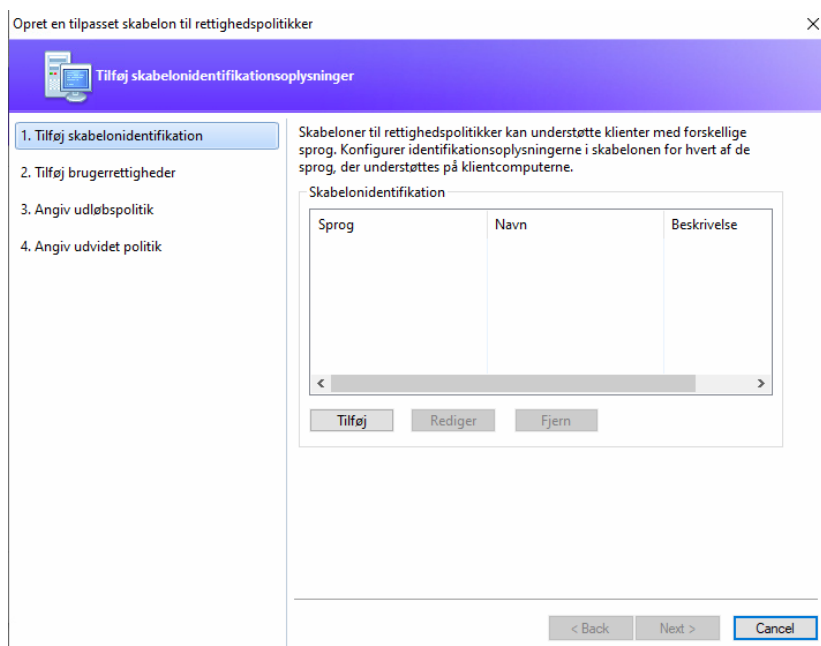 Opret en tilpasset skabelon til rettighedspolitikker
Tilføj skabelonidentifikationsoplysninger
1. Tilføj skabelonidentifikation
2. Tilføj brugerrettigheder
3. Angiv udløbspolitik
4. Angiv udvidet politik
Skabeloner til rettighedspolitikker kan understøtte klienter med forskellige
sprog. Konfigurer identifikationsoplysningerne i skabelonen for hvert af de
sprog, der understøttes på klientcomputerne.
Skabelonidentifikation
Sprog Navn Beskrivelse
Tilføj Rediger Fjern
< Back Next > Cancel